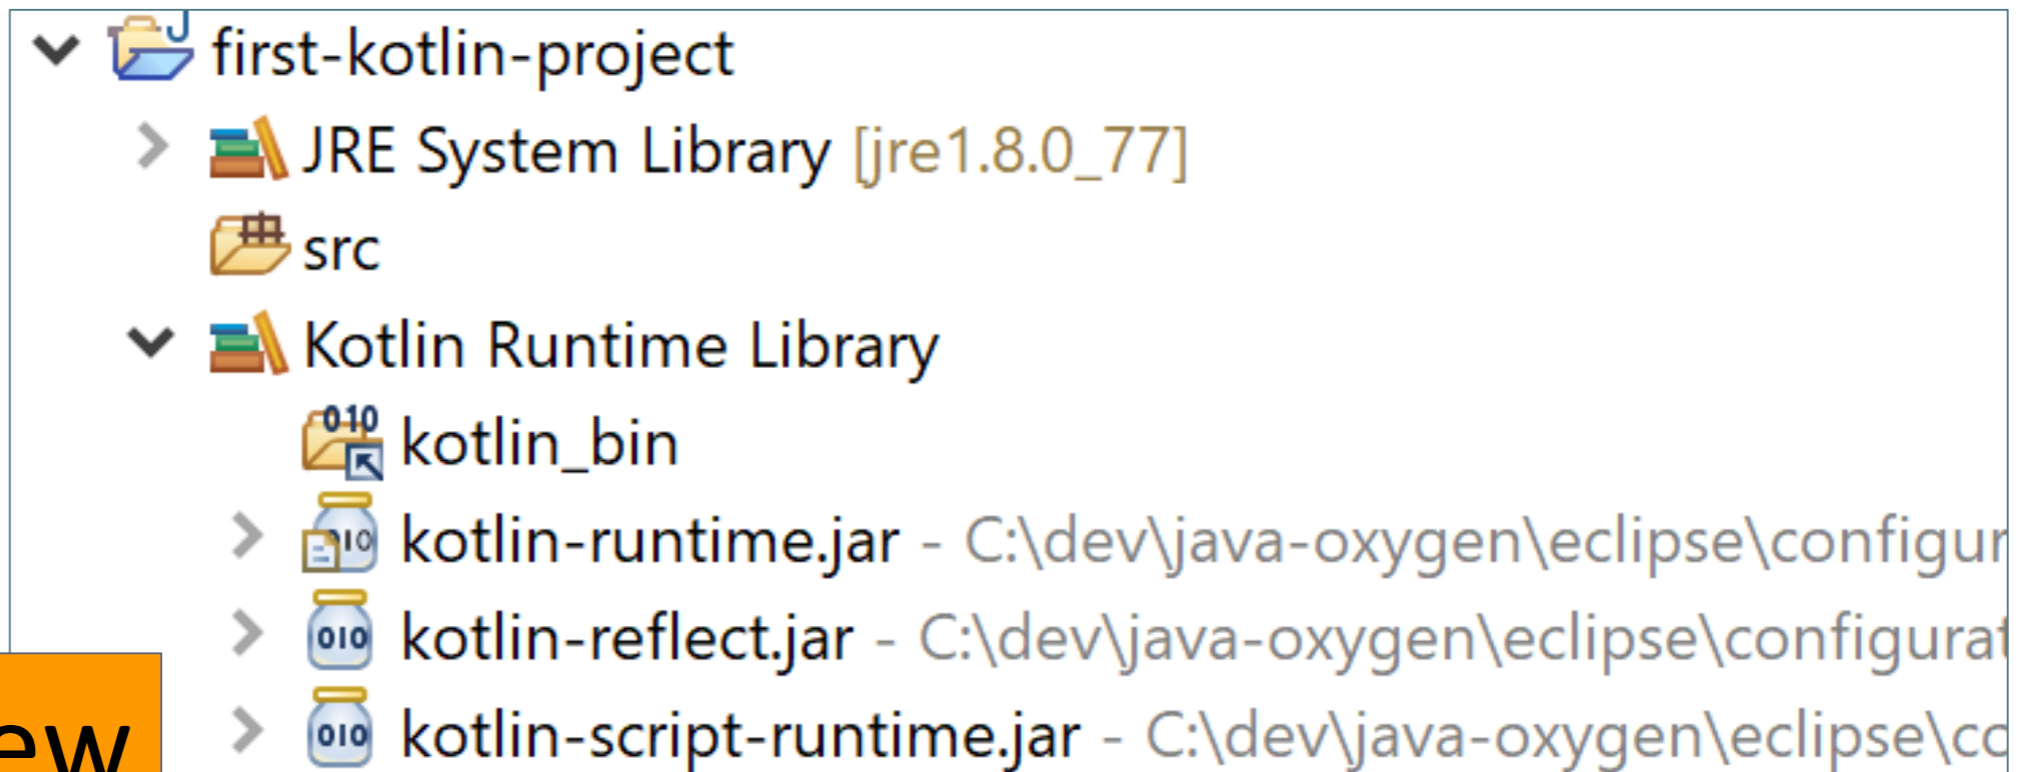 first-kotlin-project
JRE System Library [jre1.8.0_77]
src
Kotlin Runtime Library
kotlin_bin
kotlin-runtime.jar - C:\dev\java-oxygen\eclipse\configur
kotlin-reflect.jar - C:\dev\java-oxygen\eclipse\configurat
kotlin-script-runtime.jar - C:\dev\java-oxygen\eclipse\co
ew